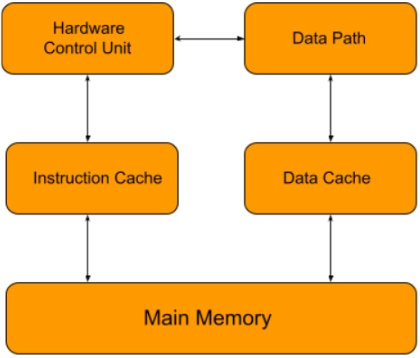 Hardware
Control Unit
Data Path
Instruction Cache
Data Cache
Main Memory